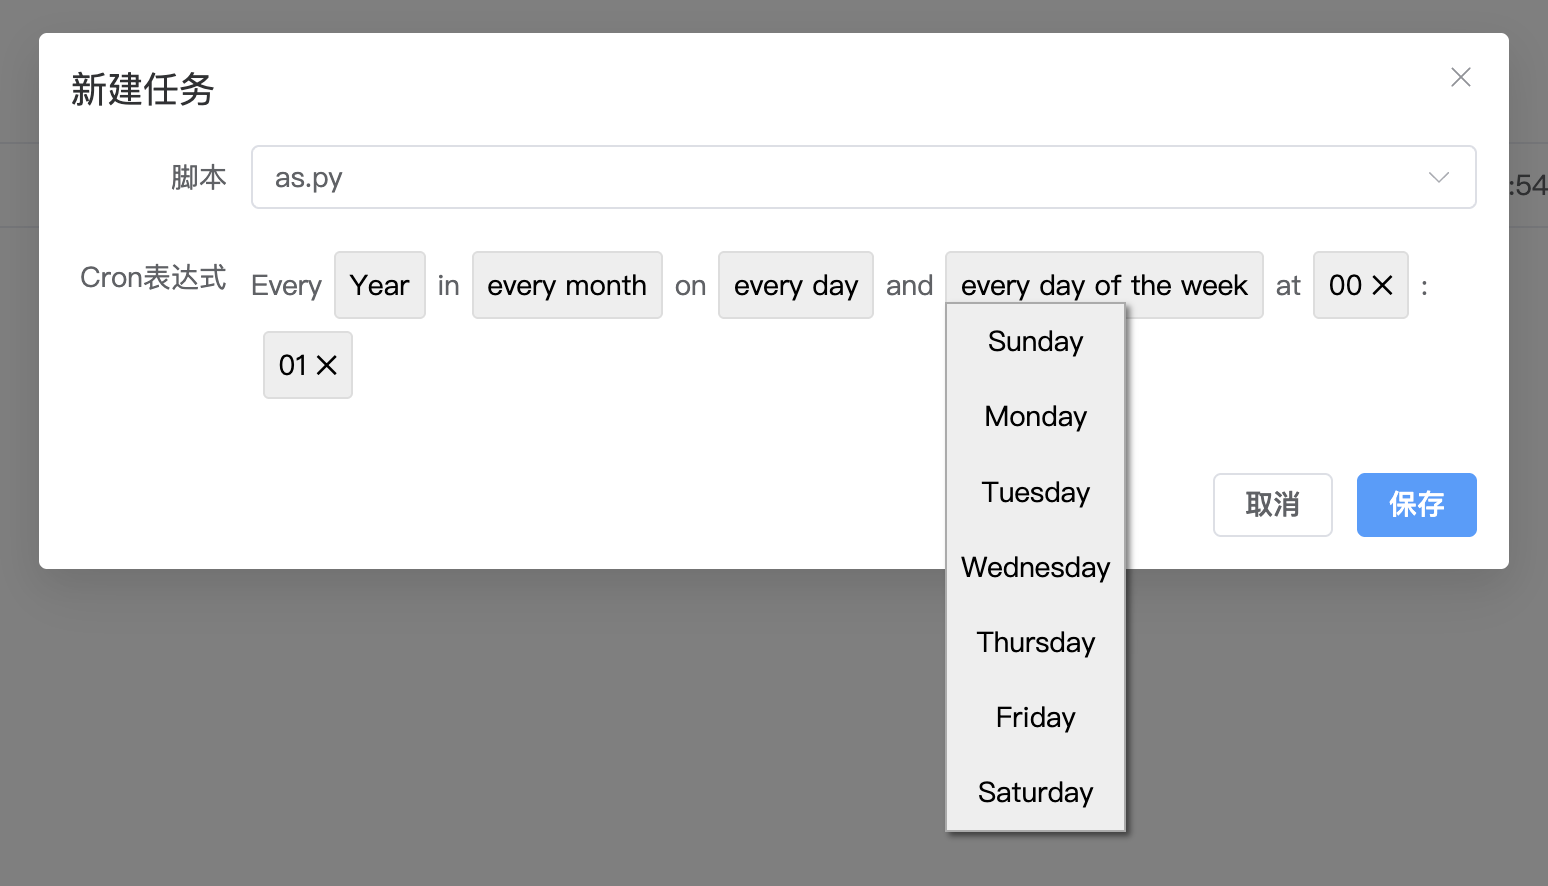 新建任务
脚本 as.py
:54
Cron表达式 Every Year in every month on every day and every day of the week at 00 :
01
Sunday
Monday
Tuesday
Wednesday
Thursday
Friday
Saturday
取消 保存